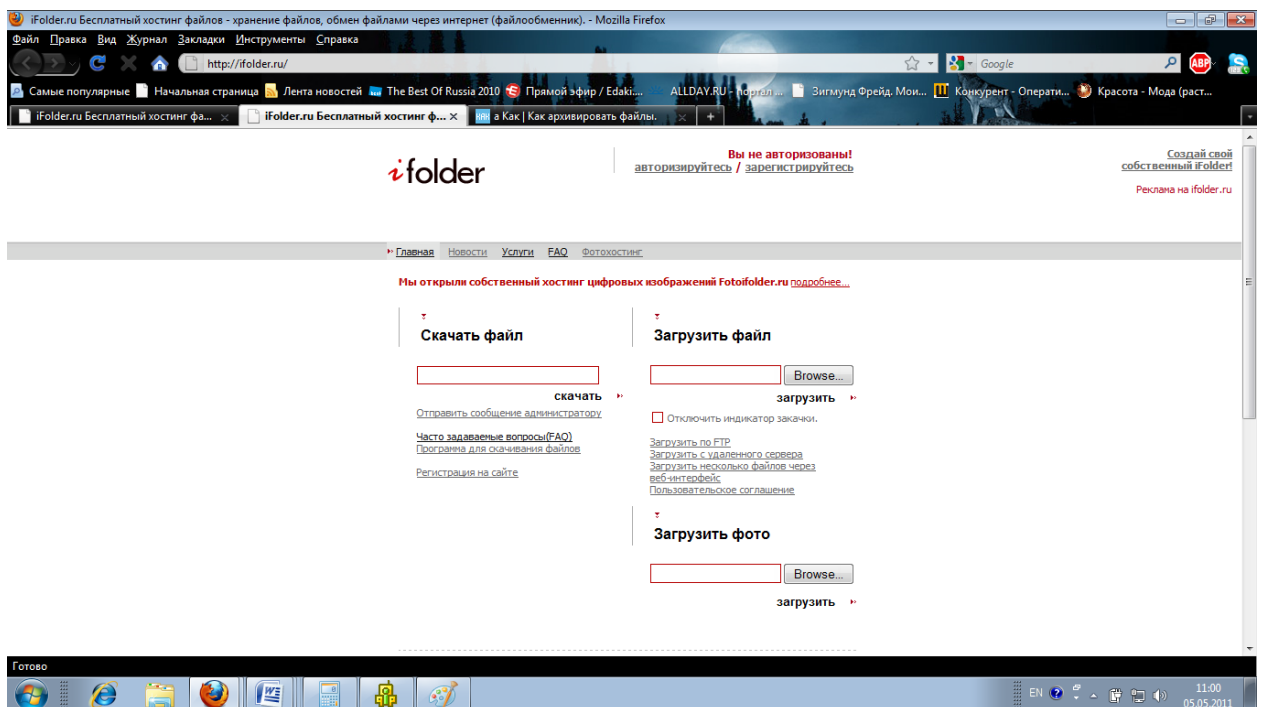 iFolder.ru Бесплатный хостинг файлов - хранение файлов, обмен файлами через интернет (файлообменник). - Mozilla Firefox
Файл Правка Вид Журнал Закладки Инструменты Справка
http://ifolder.ru/
Google
ABP
Самые популярные Начальная страница Лента новостей The Best Of Russia 2010 Прямой эфир / Edaki.... ALLDAY.RU - портал ... Зигмунд Фрейд. Мои... Конкурент - Операти... Красота - Мода (раст...
iFolder.ru Бесплатный хостинг фа... iFolder.ru Бесплатный хостинг ф... КАК а Как | Как архивировать файлы.
ifolder
Вы не авторизованы!
авторизируйтесь / зарегистрируйтесь
Создай свой
собственный iFolder!
Реклама на ifolder.ru
Главная Новости Услуги FAQ Фотохостинг
Мы открыли собственный хостинг цифровых изображений Fotoifolder.ru подробнее...
Скачать файл
скачать
Отправить сообщение администратору
Часто задаваемые вопросы(FAQ)
Программа для скачивания файлов
Регистрация на сайте
Загрузить файл
Browse...
загрузить
Отключить индикатор закачки.
Загрузить по FTP
Загрузить с удаленного сервера
Загрузить несколько файлов через
веб-интерфейс
Пользовательское соглашение
Загрузить фото
Browse...
загрузить
Готово
EN
11:00
05.05.2011